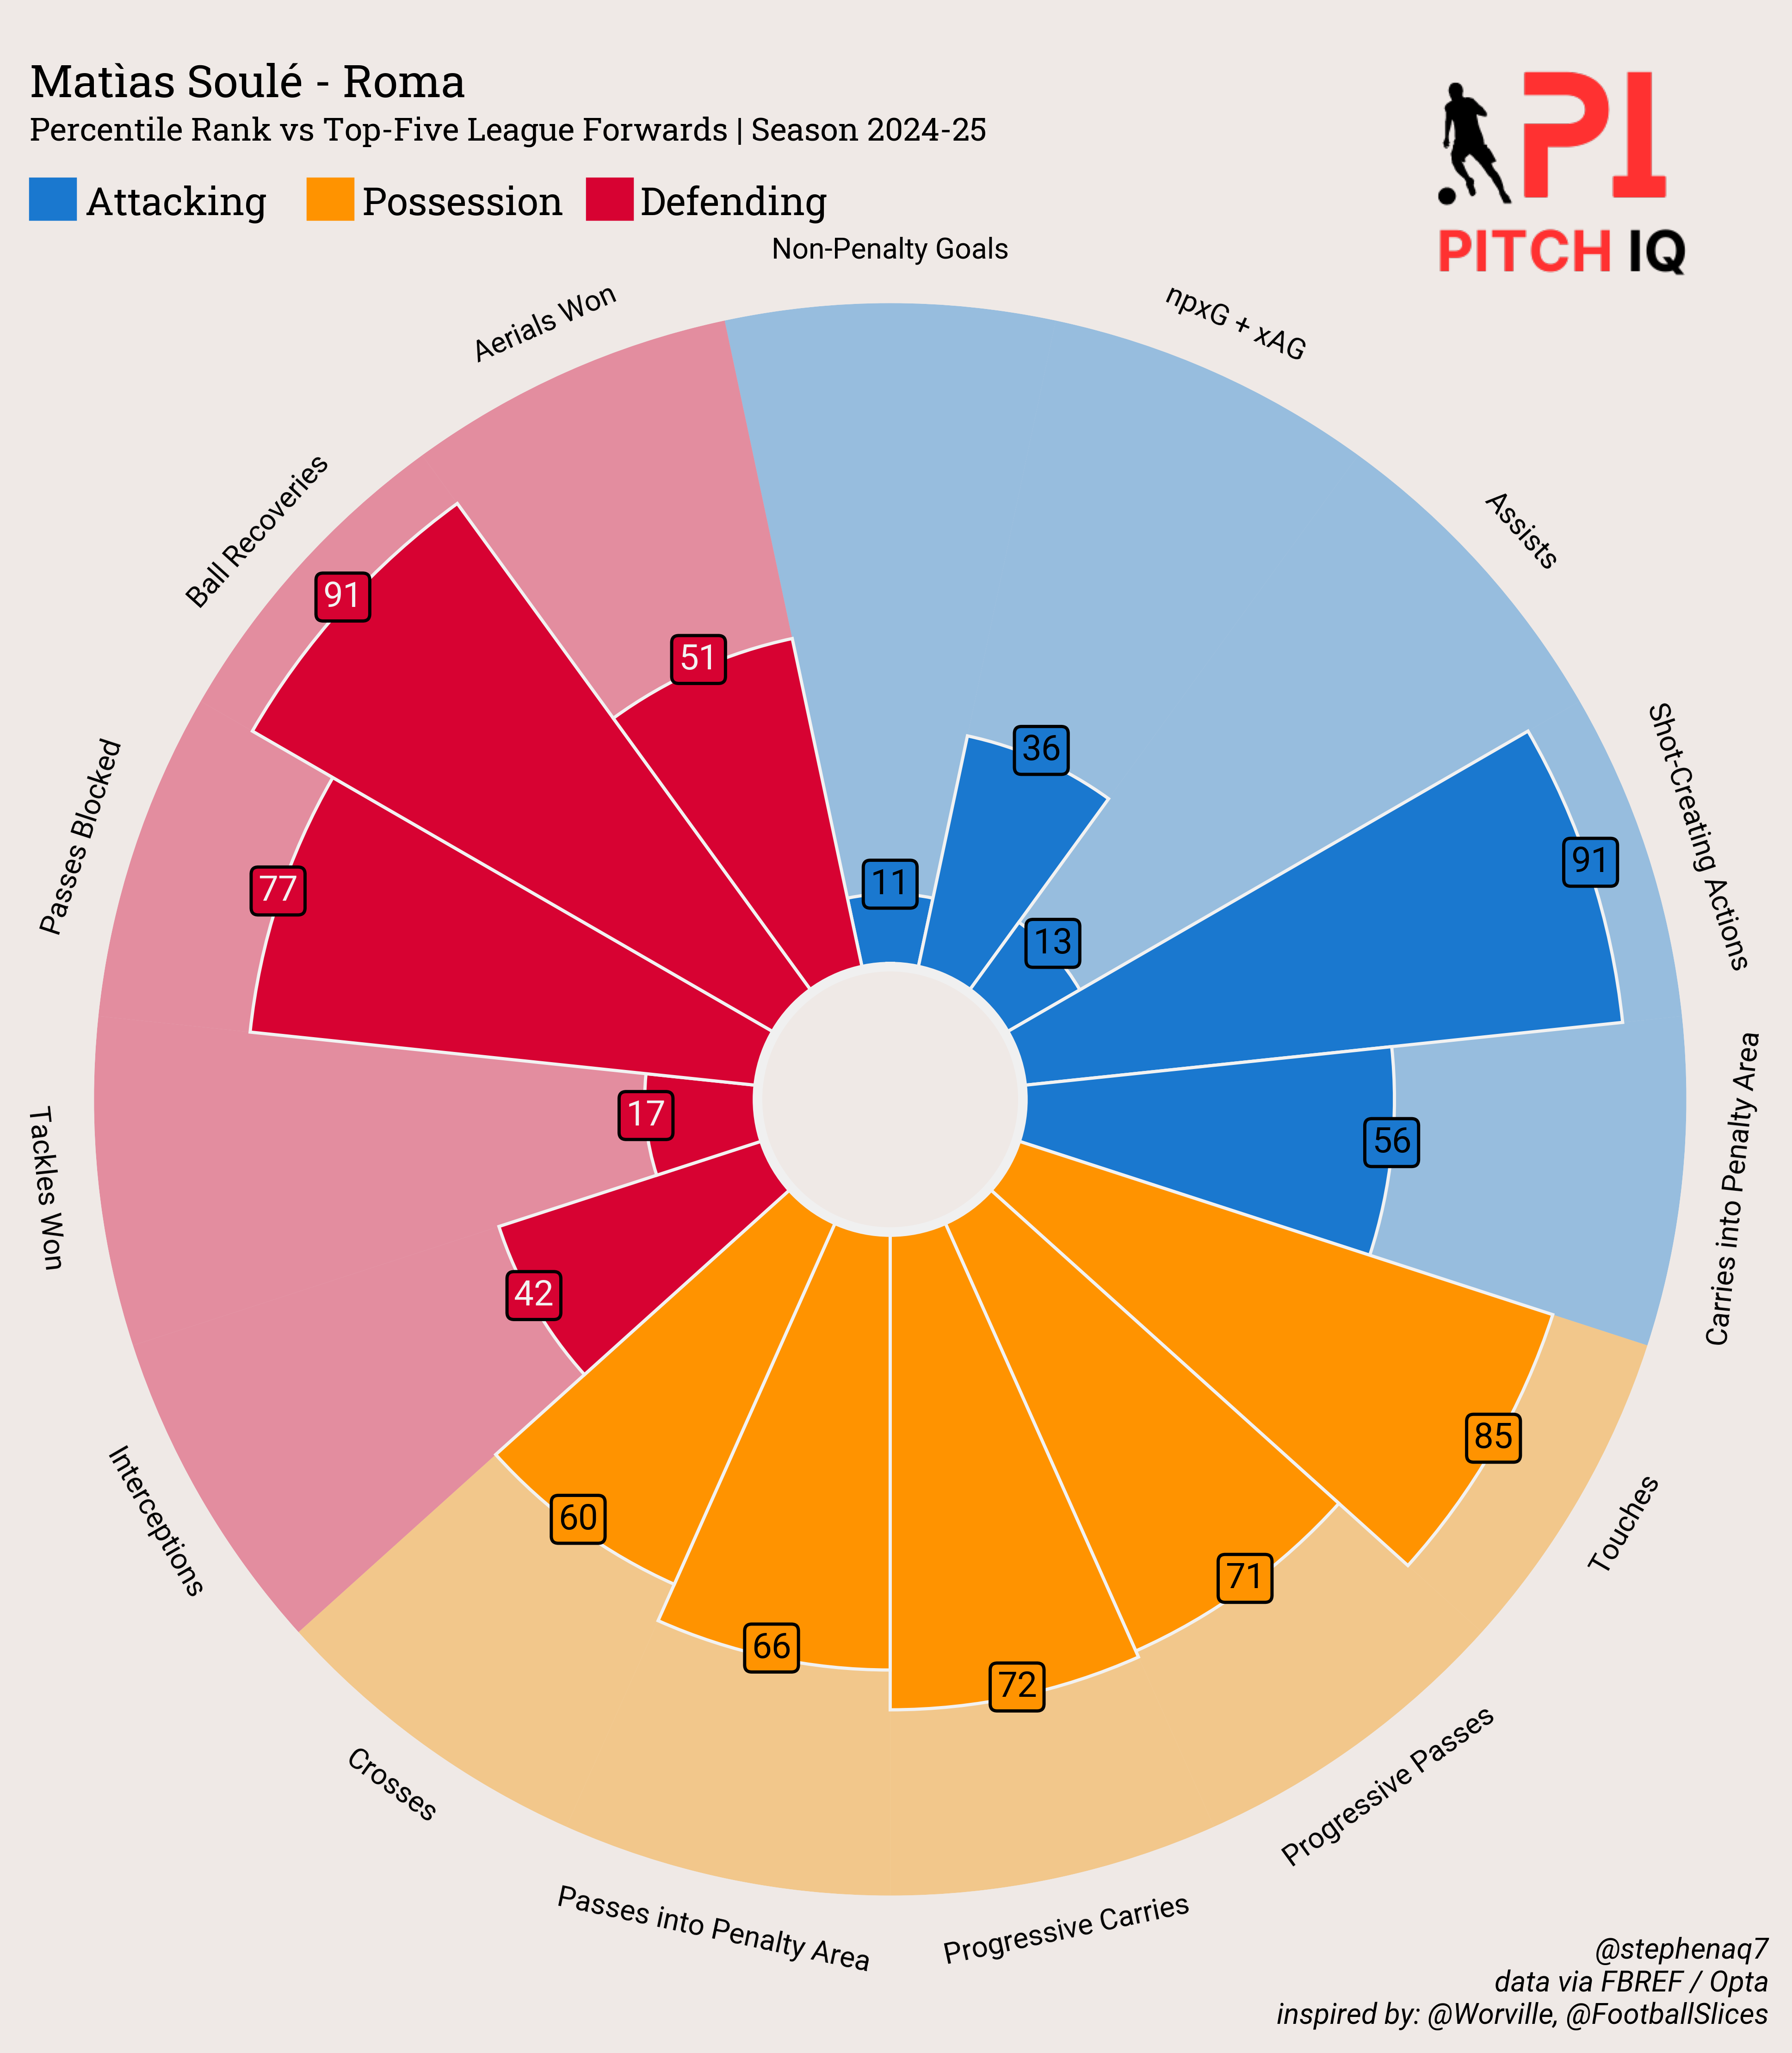 Matìas Soulé - Roma
Percentile Rank vs Top-Five League Forwards | Season 2024-25
Attacking
Possession
Defending
PI
PITCH IQ
Non-Penalty Goals
11
npxG + xAG
36
Assists
13
Shot-Creating Actions
91
Carries into Penalty Area
56
Touches
85
Progressive Passes
71
Progressive Carries
72
Passes into Penalty Area
66
Crosses
60
Interceptions
42
Tackles Won
17
Passes Blocked
77
Ball Recoveries
91
Aerials Won
51
@stephenaq7
data via FBREF / Opta
inspired by: @Worville, @FootballSlices